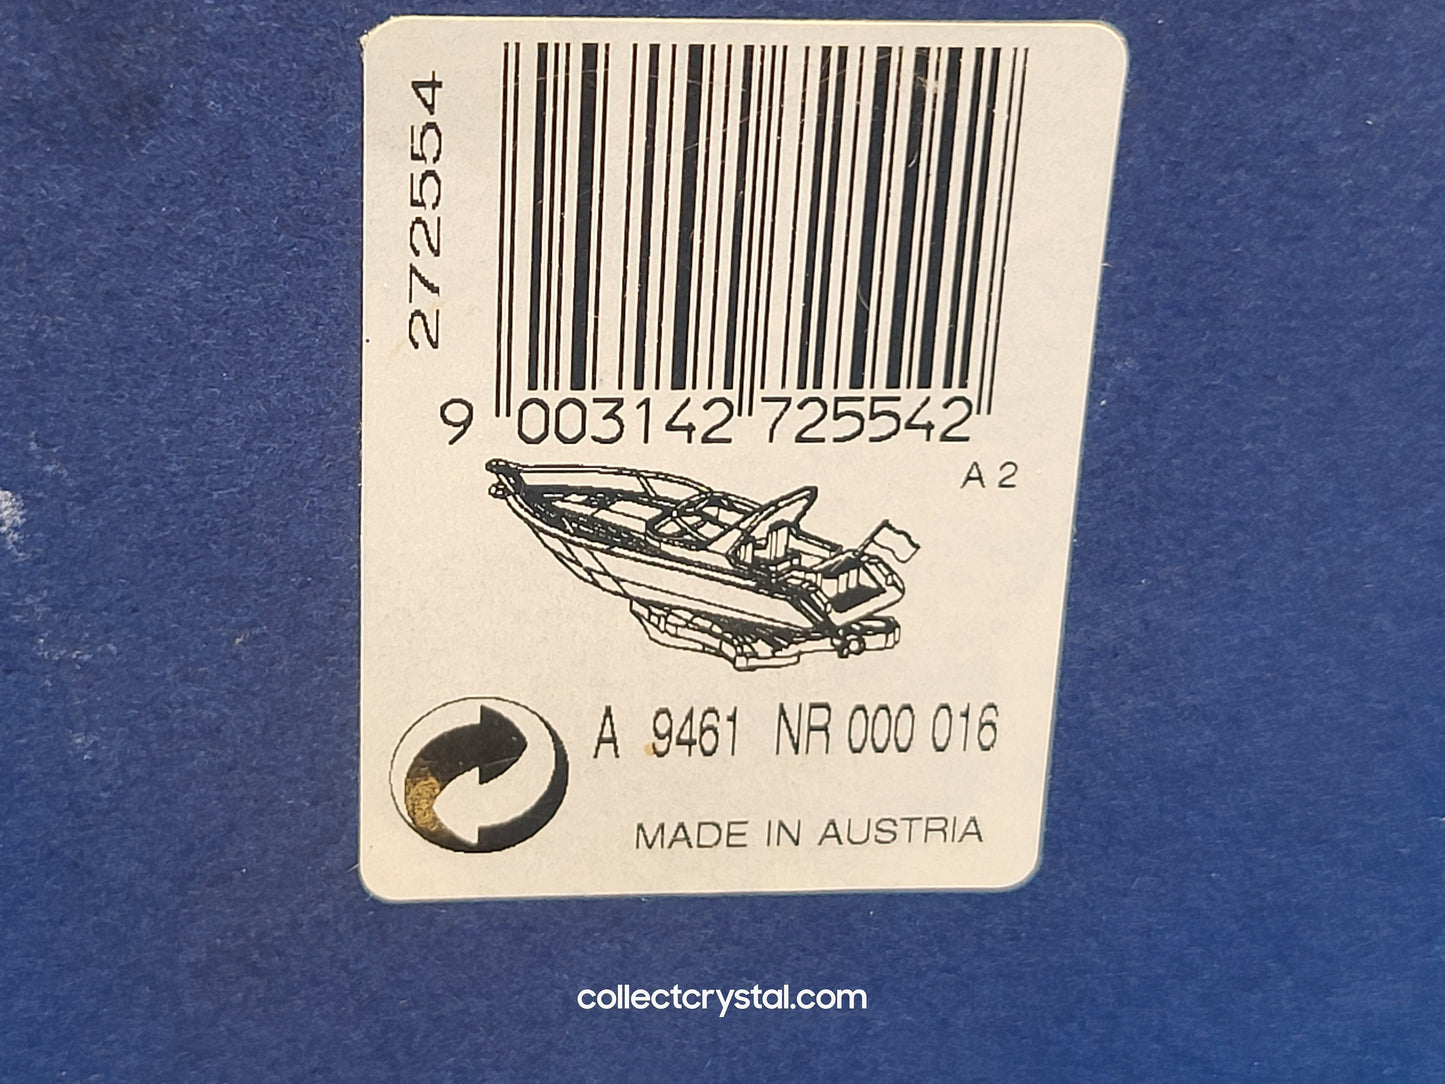 272554
9 003142 725542
A 2
A 9461 NR 000 016
MADE IN AUSTRIA
collectcrystal.com